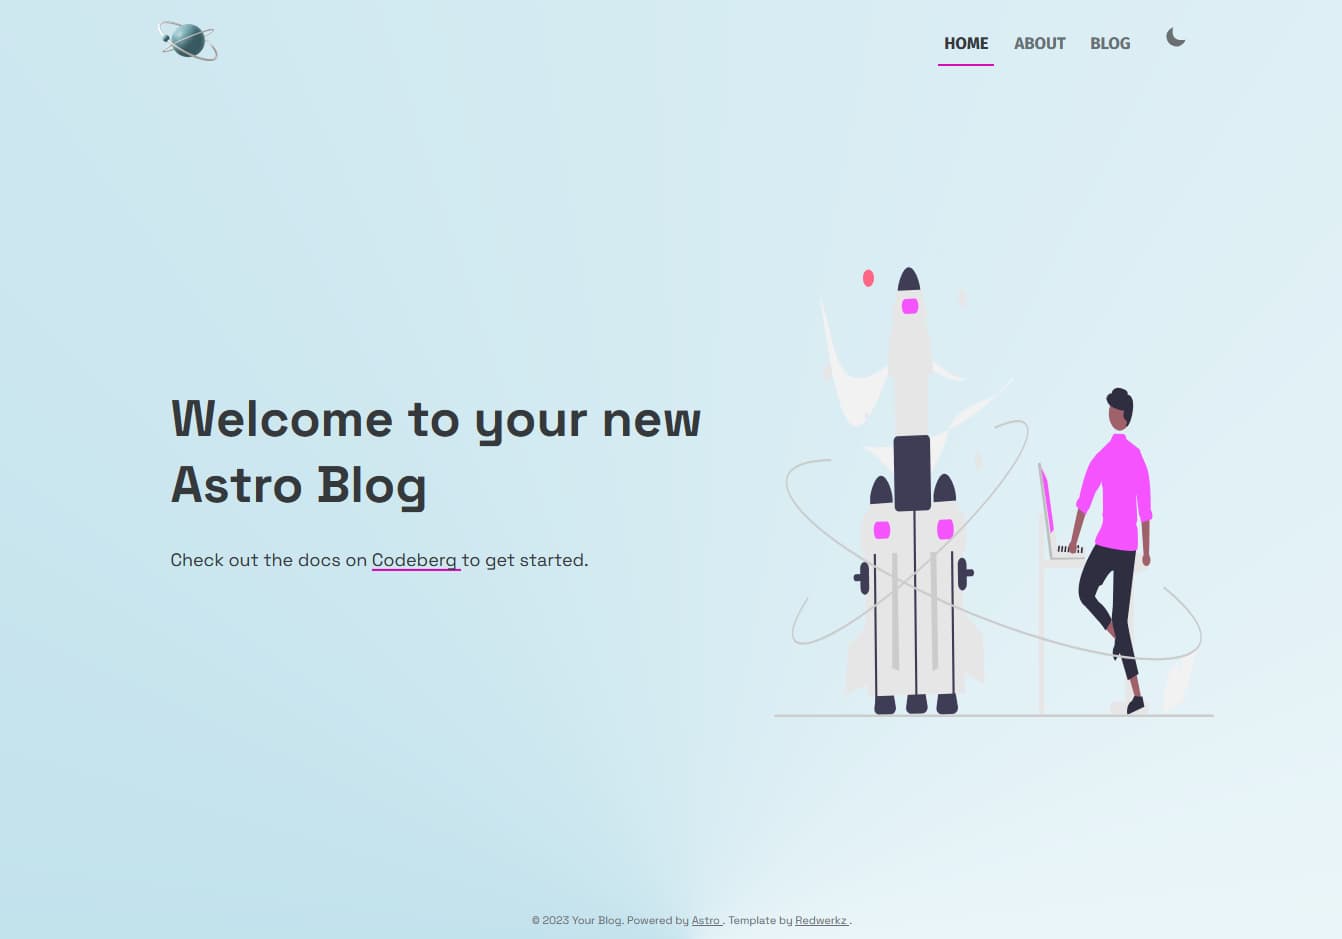 HOME ABOUT BLOG
Welcome to your new
Astro Blog
Check out the docs on Codeberg to get started.
© 2023 Your Blog. Powered by Astro . Template by Redwerkz .